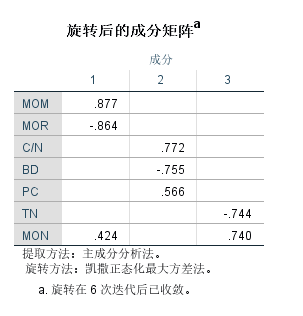 旋转后的成分矩阵a
成分
1 2 3
MOM .877
MOR -.864
C/N .772
BD -.755
PC .566
TN -.744
MON .424 .740
提取方法：主成分分析法。
旋转方法：凯撒正态化最大方差法。
a. 旋转在 6 次迭代后已收敛。